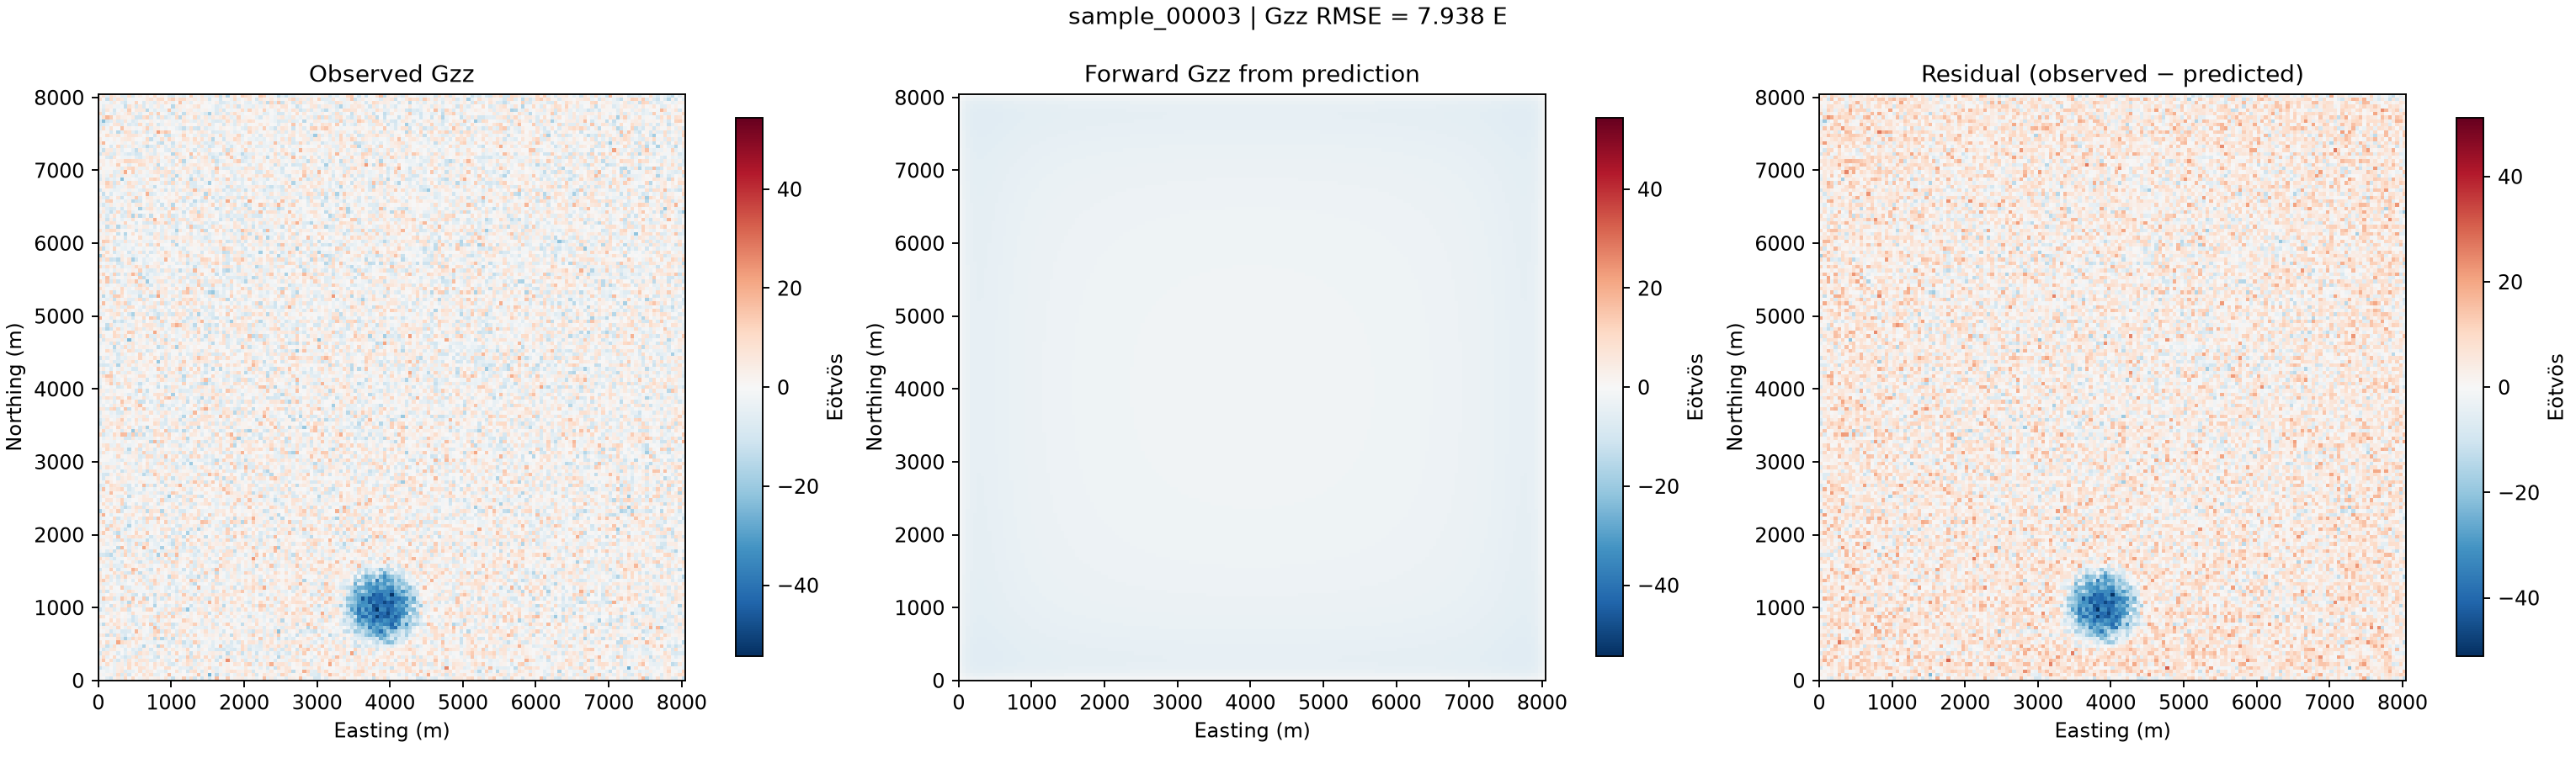 sample_00003 | Gzz RMSE = 7.938 E
Observed Gzz
8000
7000
6000
5000
4000
3000
2000
1000
0
Northing (m)
0 1000 2000 3000 4000 5000 6000 7000 8000
Easting (m)
40
20
0
−20
−40
Eötvös
Forward Gzz from prediction
8000
7000
6000
5000
4000
3000
2000
1000
0
Northing (m)
0 1000 2000 3000 4000 5000 6000 7000 8000
Easting (m)
40
20
0
−20
−40
Eötvös
Residual (observed − predicted)
8000
7000
6000
5000
4000
3000
2000
1000
0
Northing (m)
0 1000 2000 3000 4000 5000 6000 7000 8000
Easting (m)
40
20
0
−20
−40
Eötvös